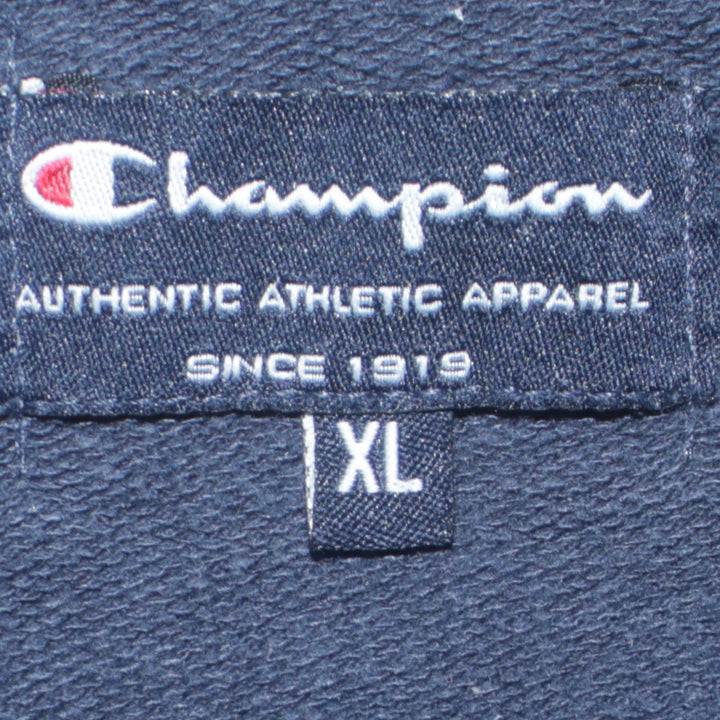 Champion
AUTHENTIC ATHLETIC APPAREL
SINCE 1919
XL